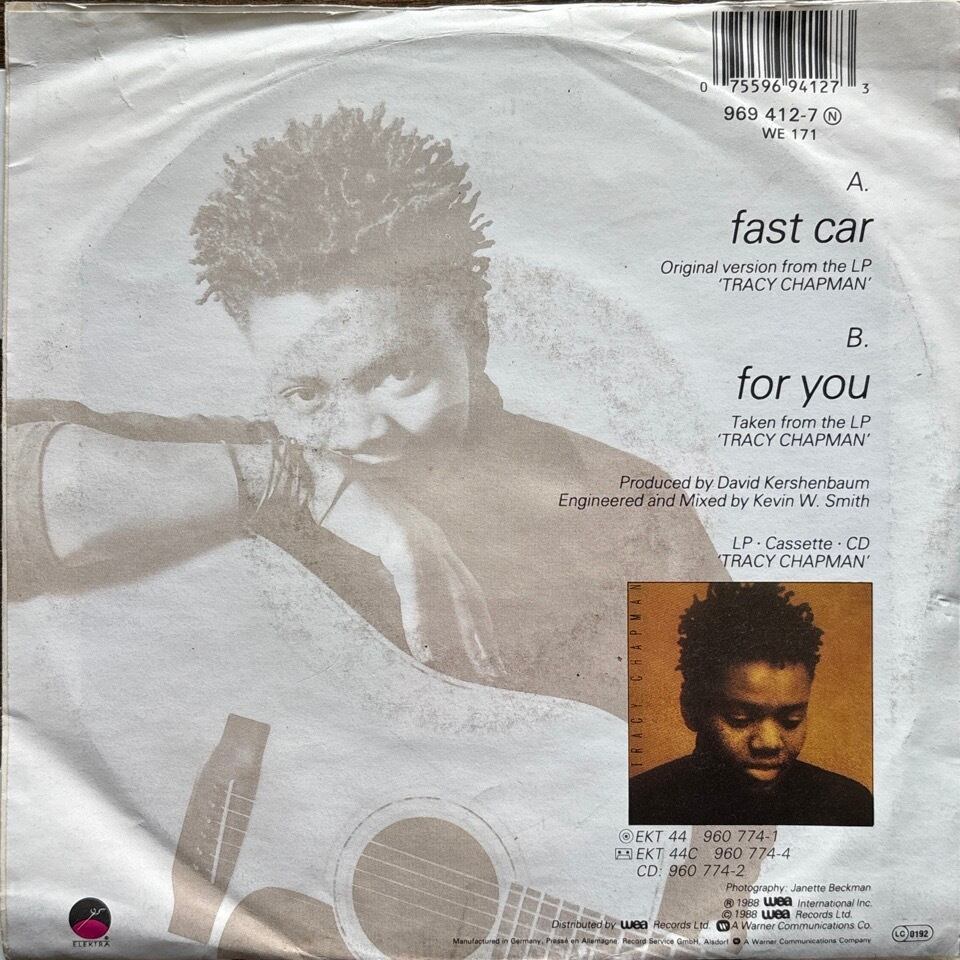 0 75596 94127 3
969 412-7 Ⓝ
WE 171
A.
fast car
Original version from the LP
'TRACY CHAPMAN'
B.
for you
Taken from the LP
'TRACY CHAPMAN'
Produced by David Kershenbaum
Engineered and Mixed by Kevin W. Smith
LP · Cassette · CD
'TRACY CHAPMAN'
TRACY CHAPMAN
EKT 44 960 774-1
EKT 44C 960 774-4
CD: 960 774-2
Photography: Janette Beckman
℗ 1988 wea International Inc.
© 1988 wea Records Ltd.
Distributed by wea Records Ltd. A Warner Communications Co.
Manufactured in Germany, Pressé en Allemagne. Record Service GmbH, Alsdorf A Warner Communications Company
LC 0192
ELEKTRA ®